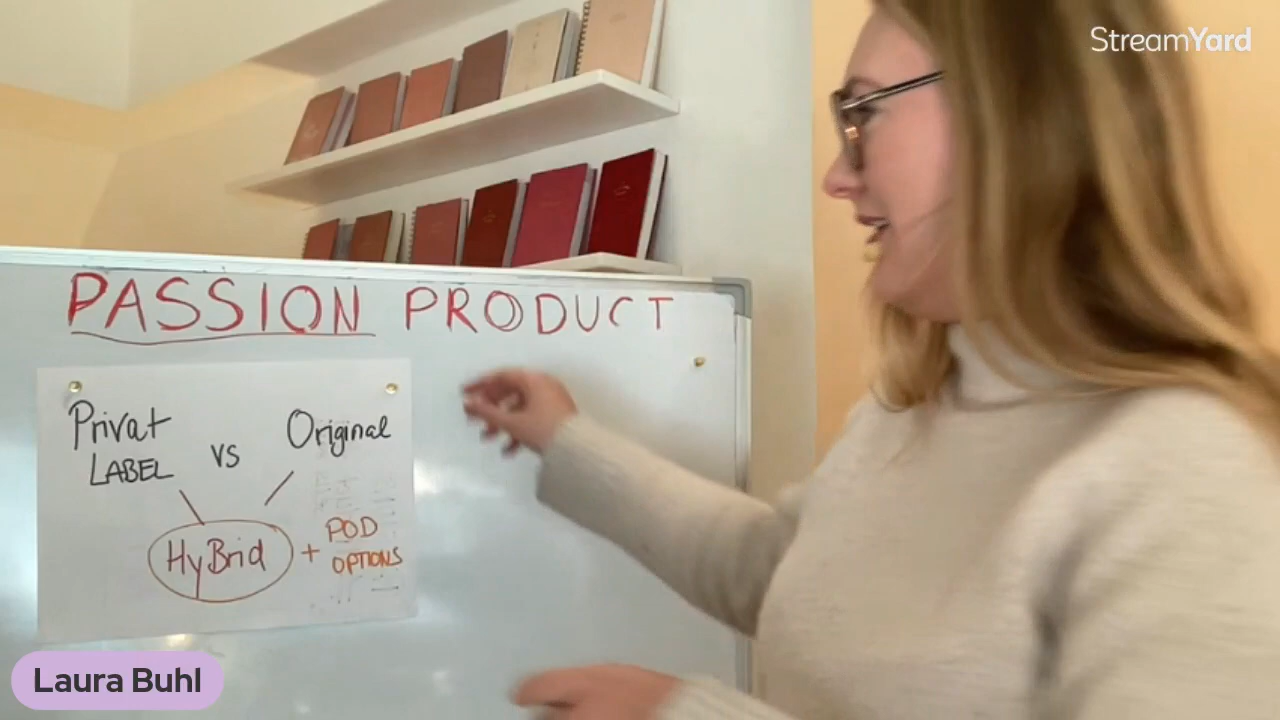 StreamYard
PASSION PRODUCT
Privat
LABEL
vs
Original
HyBrid
+
POD
OPTIONS
Laura Buhl